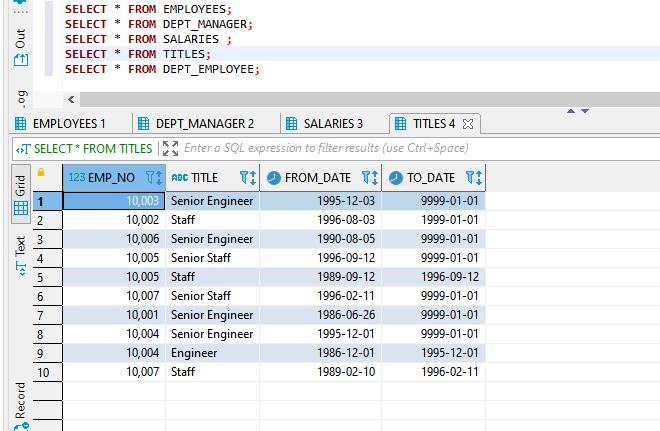 SELECT * FROM EMPLOYEES;
SELECT * FROM DEPT_MANAGER;
SELECT * FROM SALARIES ;
SELECT * FROM TITLES;
SELECT * FROM DEPT_EMPLOYEE;
Out
EMPLOYEES 1 DEPT_MANAGER 2 SALARIES 3 TITLES 4
SELECT * FROM TITLES Enter a SQL expression to filter results (use Ctrl+Space)
Grid
Text
Record
123 EMP_NO ABC TITLE FROM_DATE TO_DATE
1 10,003 Senior Engineer 1995-12-03 9999-01-01
2 10,002 Staff 1996-08-03 9999-01-01
3 10,006 Senior Engineer 1990-08-05 9999-01-01
4 10,005 Senior Staff 1996-09-12 9999-01-01
5 10,005 Staff 1989-09-12 1996-09-12
6 10,007 Senior Staff 1996-02-11 9999-01-01
7 10,001 Senior Engineer 1986-06-26 9999-01-01
8 10,004 Senior Engineer 1995-12-01 9999-01-01
9 10,004 Engineer 1986-12-01 1995-12-01
10 10,007 Staff 1989-02-10 1996-02-11